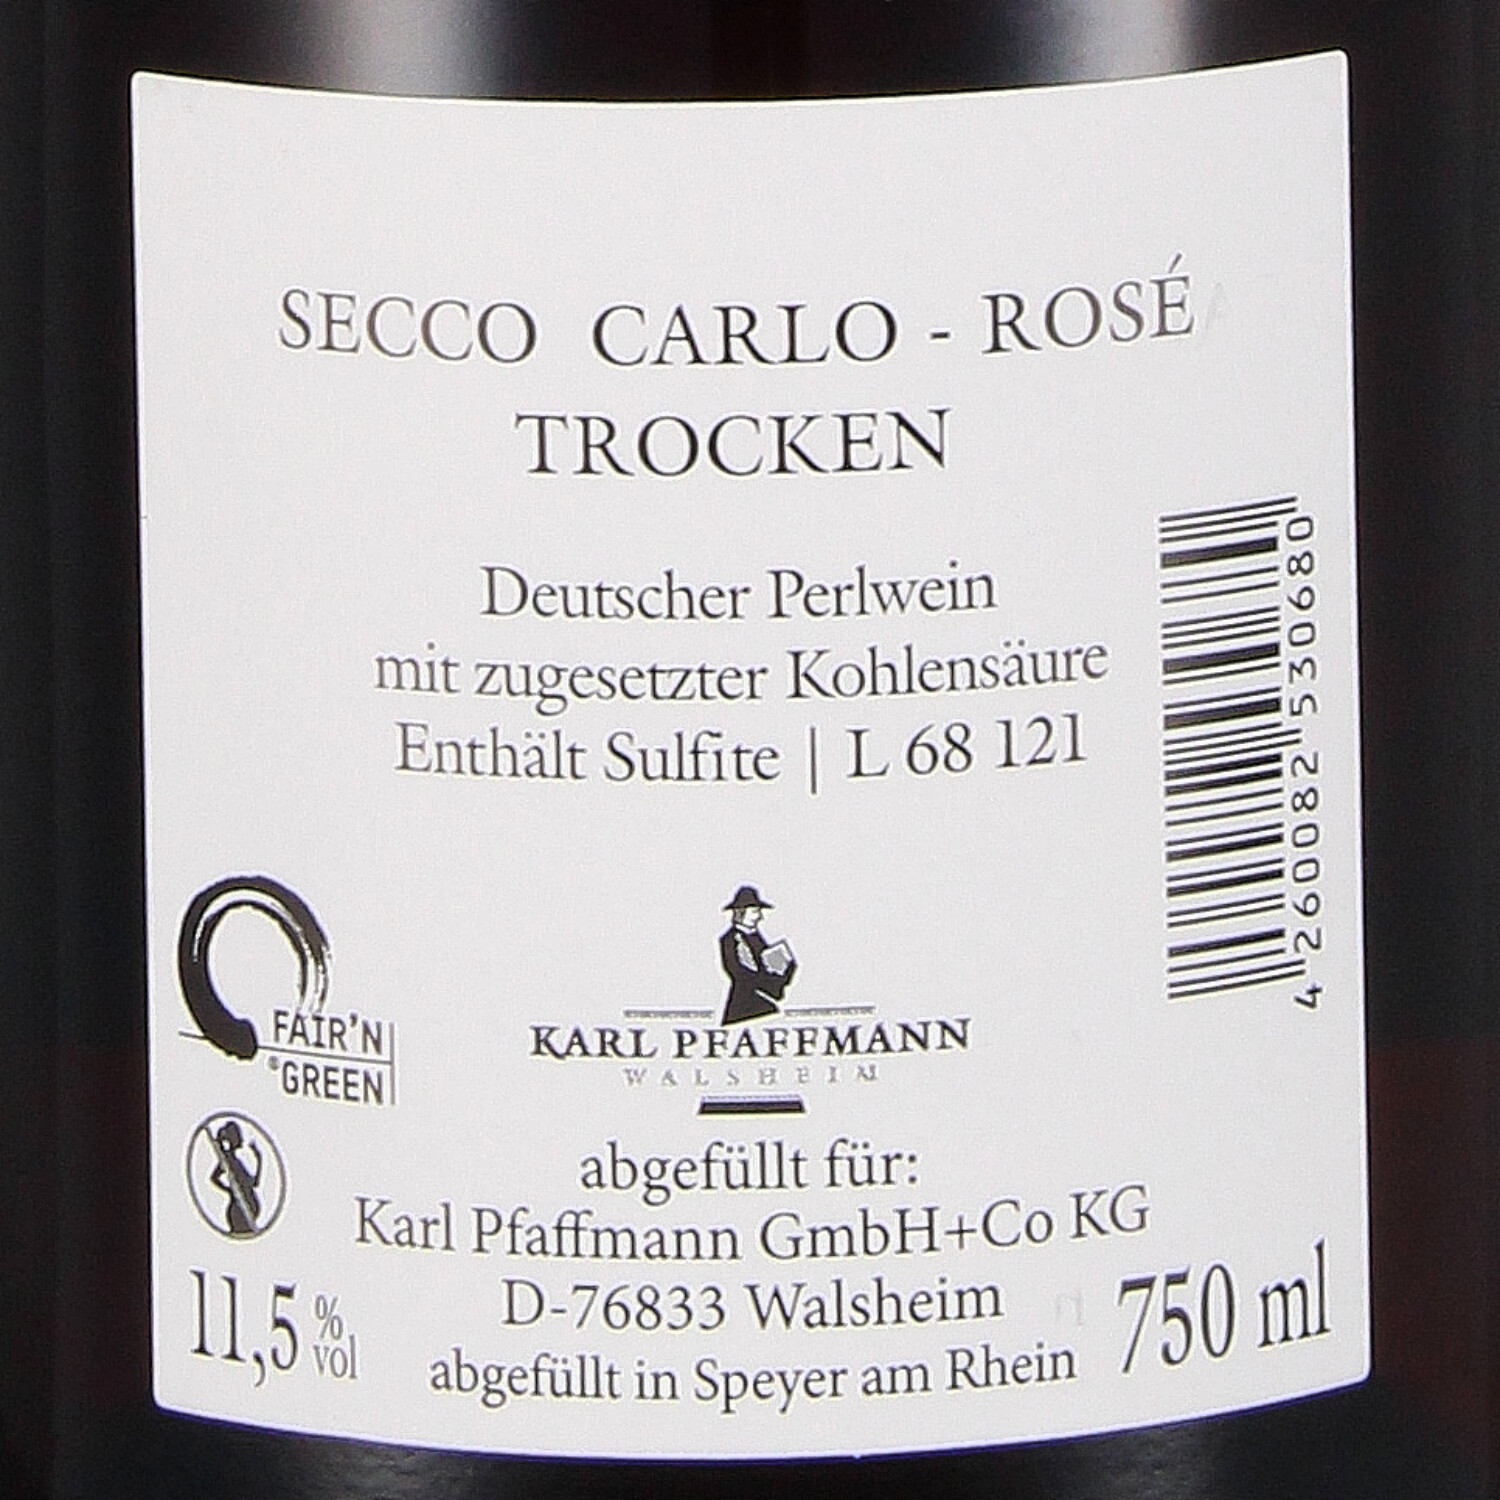 SECCO CARLO - ROSÉ
TROCKEN
Deutscher Perlwein
mit zugesetzter Kohlensäure
Enthält Sulfite | L 68 121
4 260082 530680
FAIR'N
®GREEN
KARL PFAFFMANN
WALSHEIM
abgefüllt für:
Karl Pfaffmann GmbH+Co KG
D-76833 Walsheim
abgefüllt in Speyer am Rhein
11,5 % vol
750 ml